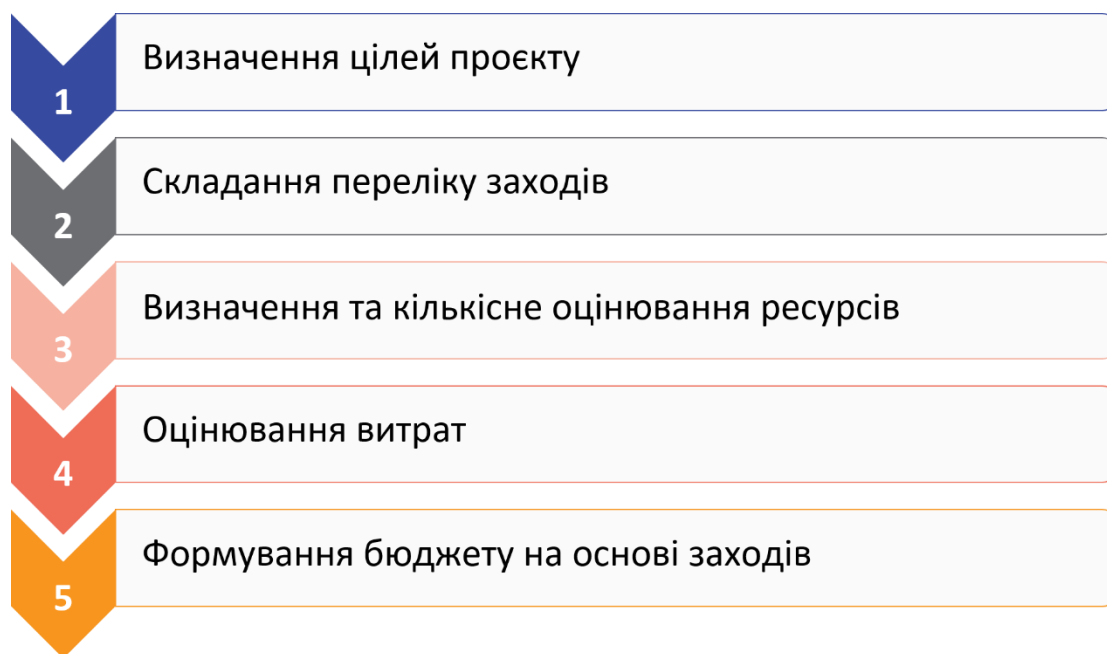 1
Визначення цілей проєкту
2
Складання переліку заходів
3
Визначення та кількісне оцінювання ресурсів
4
Оцінювання витрат
5
Формування бюджету на основі заходів